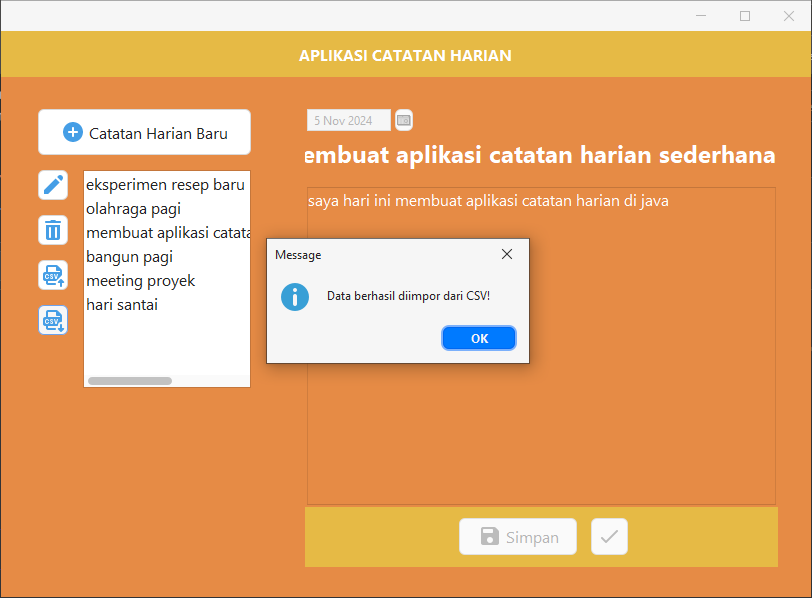 APLIKASI CATATAN HARIAN
Catatan Harian Baru
5 Nov 2024
embuat aplikasi catatan harian sederhana
eksperimen resep baru
olahraga pagi
membuat aplikasi catata
bangun pagi
meeting proyek
hari santai
CSV
CSV
saya hari ini membuat aplikasi catatan harian di java
Message
Data berhasil diimpor dari CSV!
OK
Simpan